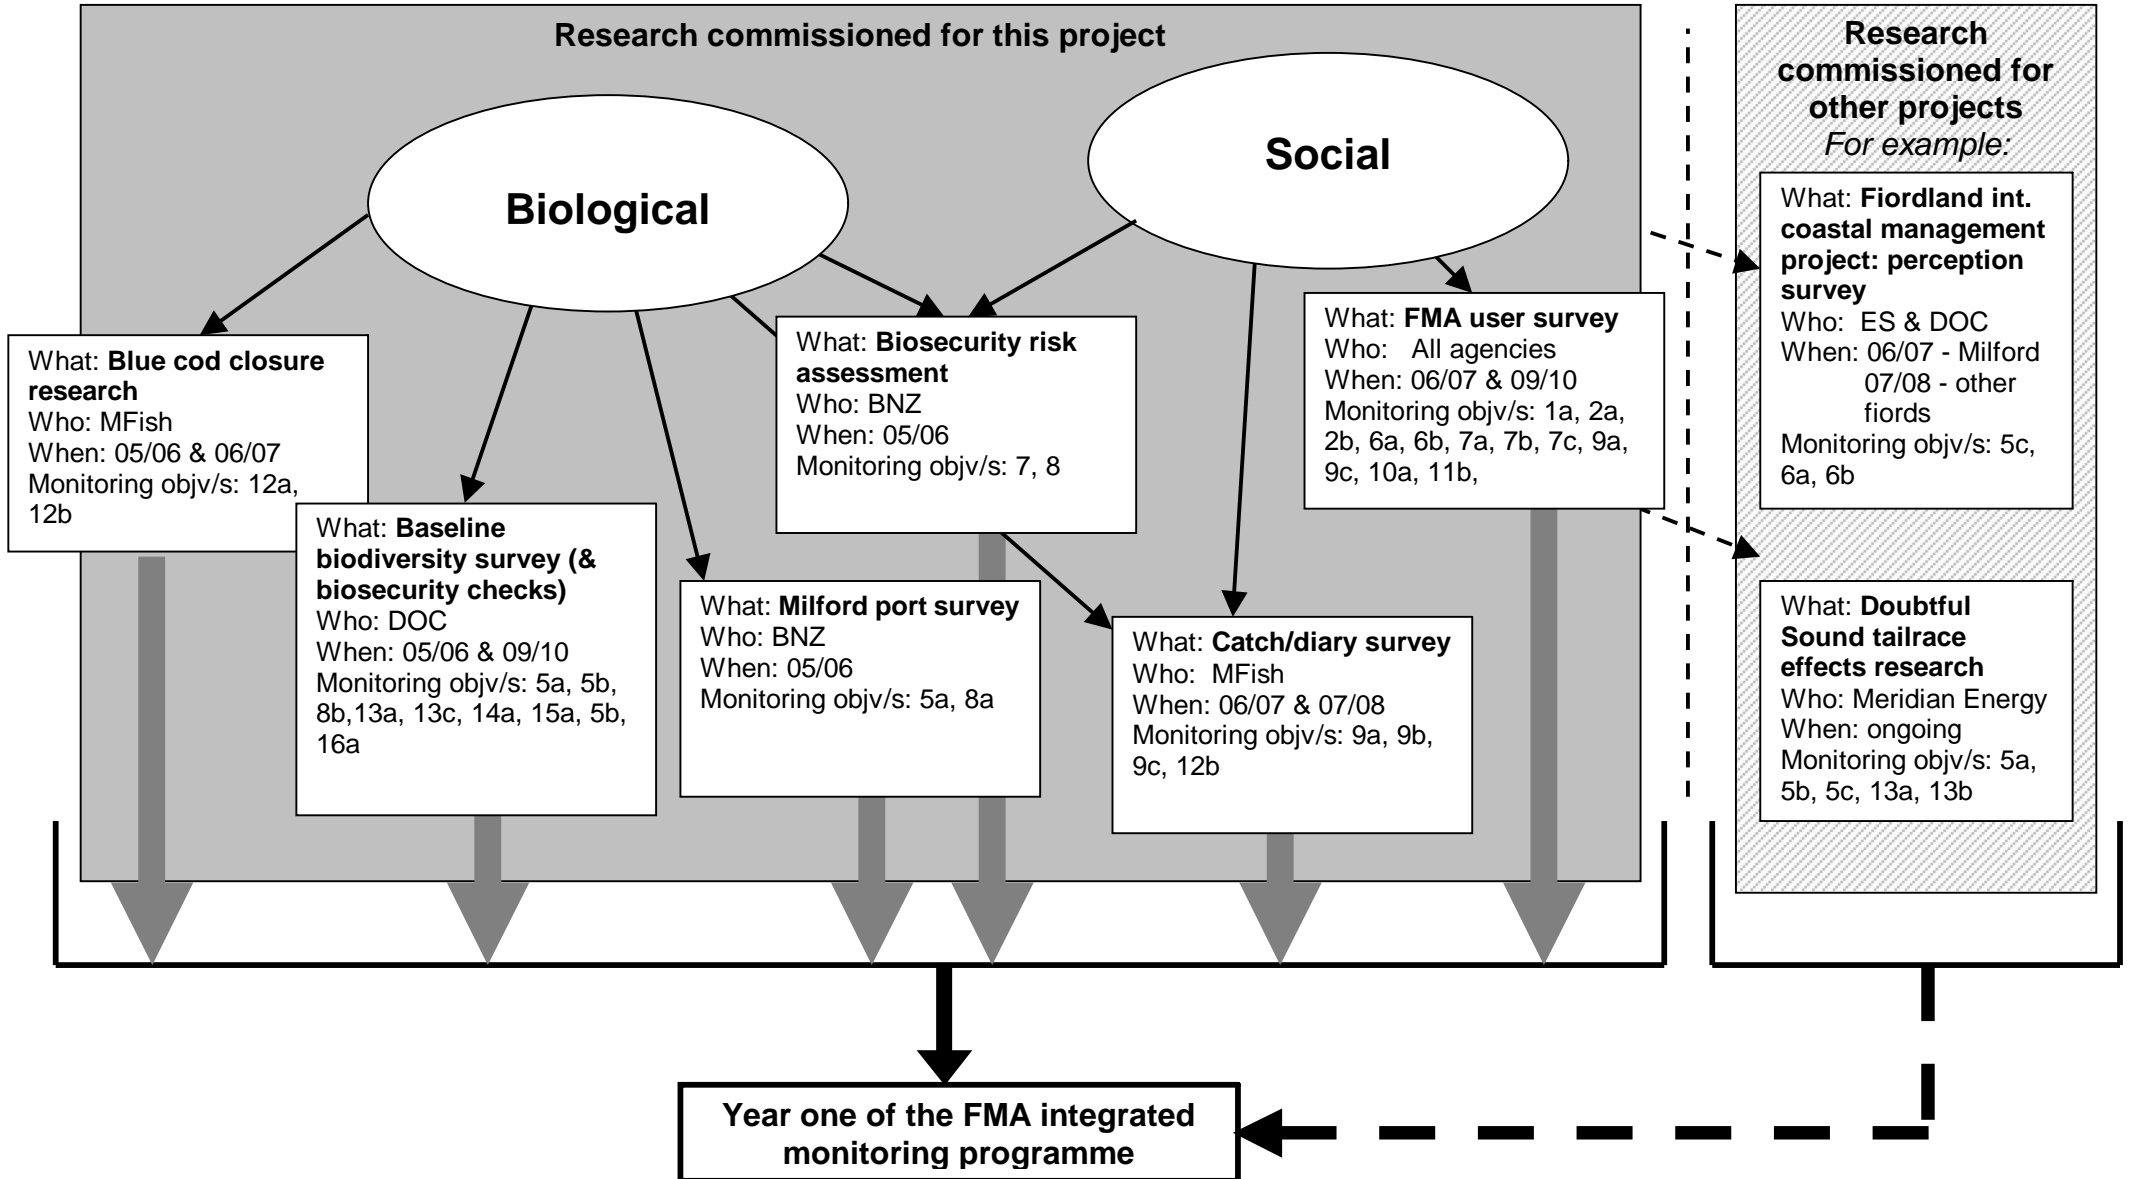 Research commissioned for this project
Biological
Social
What: Blue cod closure
research
Who: MFish
When: 05/06 & 06/07
Monitoring objv/s: 12a,
12b
What: Baseline
biodiversity survey (&
biosecurity checks)
Who: DOC
When: 05/06 & 09/10
Monitoring objv/s: 5a, 5b,
8b,13a, 13c, 14a, 15a, 5b,
16a
What: Milford port survey
Who: BNZ
When: 05/06
Monitoring objv/s: 5a, 8a
What: Biosecurity risk
assessment
Who: BNZ
When: 05/06
Monitoring objv/s: 7, 8
What: Catch/diary survey
Who: MFish
When: 06/07 & 07/08
Monitoring objv/s: 9a, 9b,
9c, 12b
What: FMA user survey
Who: All agencies
When: 06/07 & 09/10
Monitoring objv/s: 1a, 2a,
2b, 6a, 6b, 7a, 7b, 7c, 9a,
9c, 10a, 11b,
Research
commissioned for
other projects
For example:
What: Fiordland int.
coastal management
project: perception
survey
Who: ES & DOC
When: 06/07 - Milford
07/08 - other
fiords
Monitoring objv/s: 5c,
6a, 6b
What: Doubtful
Sound tailrace
effects research
Who: Meridian Energy
When: ongoing
Monitoring objv/s: 5a,
5b, 5c, 13a, 13b
Year one of the FMA integrated
monitoring programme